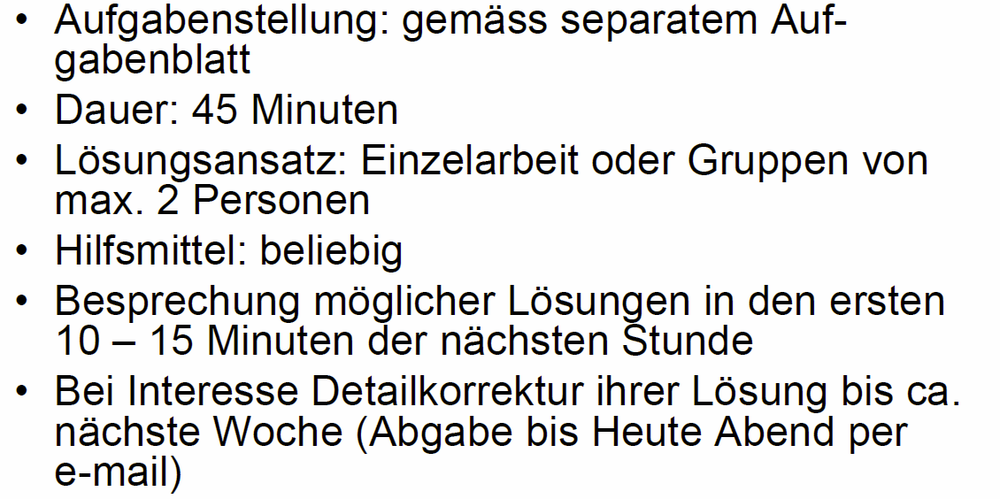 • Aufgabenstellung: gemäss separatem Auf-
gabenblatt
• Dauer: 45 Minuten
• Lösungsansatz: Einzelarbeit oder Gruppen von
max. 2 Personen
• Hilfsmittel: beliebig
• Besprechung möglicher Lösungen in den ersten
10 – 15 Minuten der nächsten Stunde
• Bei Interesse Detailkorrektur ihrer Lösung bis ca.
nächste Woche (Abgabe bis Heute Abend per
e-mail)